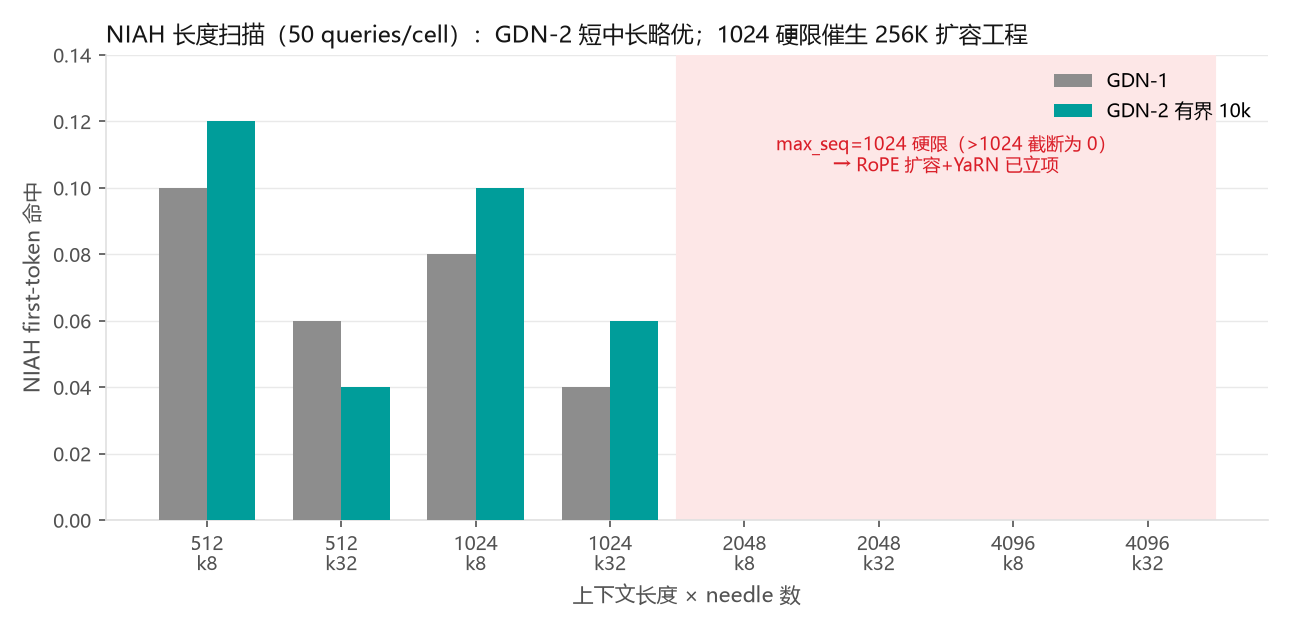 NIAH 长度扫描（50 queries/cell）：GDN-2 短中长略优；1024 硬限催生 256K 扩容工程
GDN-1
GDN-2 有界 10k
max_seq=1024 硬限（>1024 截断为 0）
→ RoPE 扩容+YaRN 已立项
NIAH first-token 命中
0.14
0.12
0.10
0.08
0.06
0.04
0.02
0.00
512
k8
512
k32
1024
k8
1024
k32
2048
k8
2048
k32
4096
k8
4096
k32
上下文长度 × needle 数